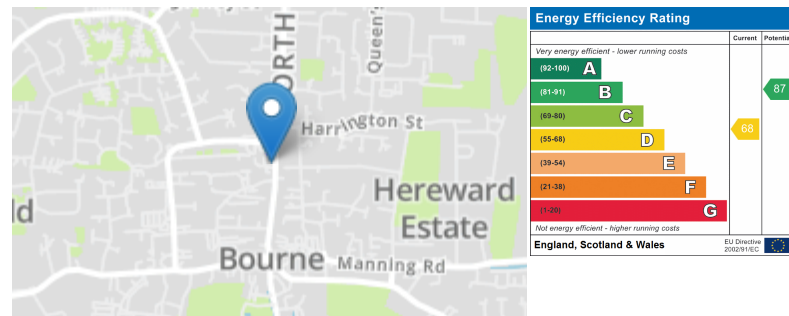 ORTH
Queen's
Harrington St
Hereward
Estate
ld
Bourne
Manning Rd
Energy Efficiency Rating
Current
Potentia
Very energy efficient - lower running costs
(92-100) A
(81-91) B
87
(69-80) C
68
(55-68) D
(39-54) E
(21-38) F
(1-20) G
Not energy efficient - higher running costs
England, Scotland & Wales
EU Directive
2002/91/EC